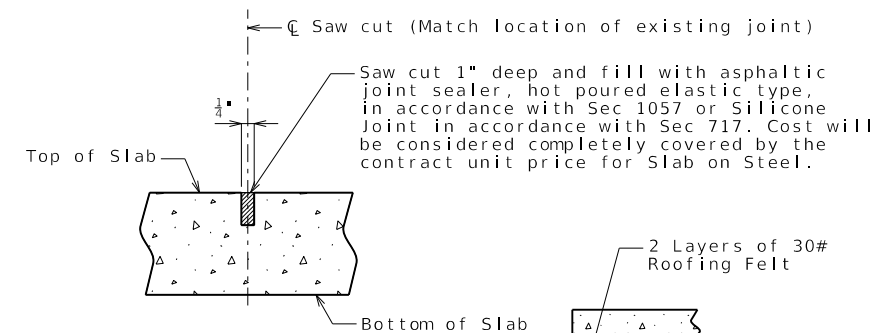 ℄ Saw cut (Match location of existing joint)
Saw cut 1" deep and fill with asphaltic
joint sealer, hot poured elastic type,
in accordance with Sec 1057 or Silicone
Joint in accordance with Sec 717. Cost will
be considered completely covered by the
contract unit price for Slab on Steel.
1/4"
Top of Slab
2 Layers of 30#
Roofing Felt
Bottom of Slab